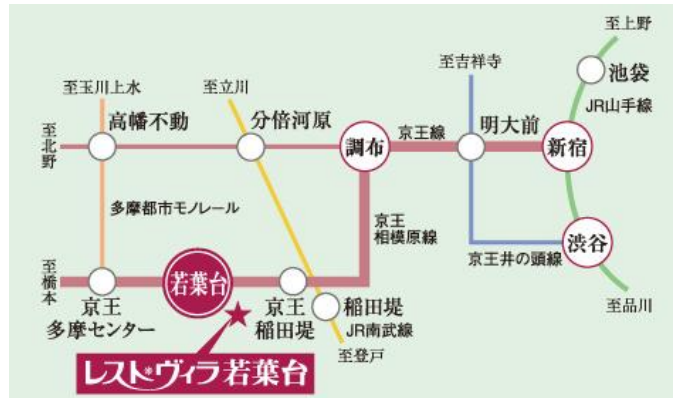 至上野
池袋
JR山手線
至吉祥寺
至玉川上水
至立川
高幡不動
分倍河原
調布
京王線
明大前
新宿
至北野
多摩都市モノレール
京王
相模原線
渋谷
京王井の頭線
至橋本
若葉台
京王
多摩センター
京王
稲田堤
稲田堤
JR南武線
至品川
至登戸
レストヴィラ若葉台